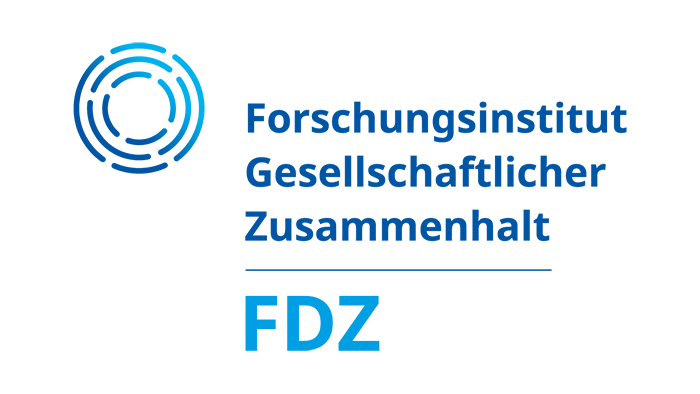 Forschungsinstitut
Gesellschaftlicher
Zusammenhalt
FDZ